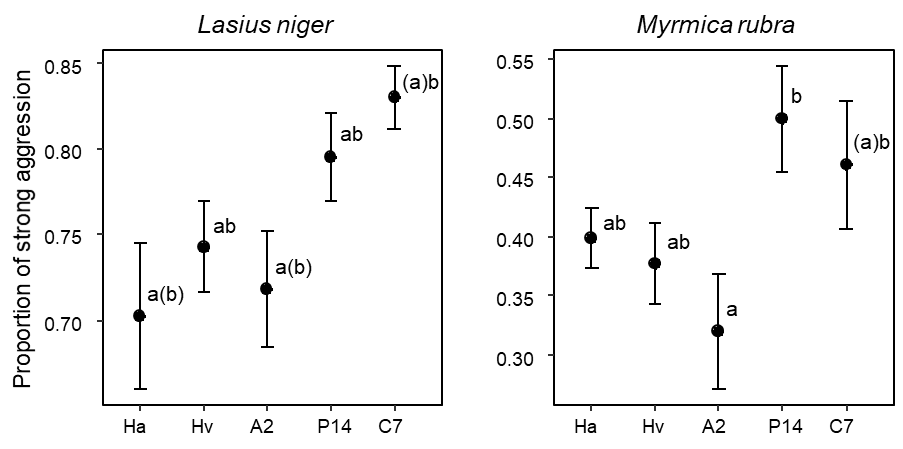 Lasius niger
Proportion of strong aggression
0.85
0.80
0.75
0.70
a(b)
ab
a(b)
ab
(a)b
Ha Hv A2 P14 C7
Myrmica rubra
0.55
0.50
0.45
0.40
0.35
0.30
ab
ab
a
b
(a)b
Ha Hv A2 P14 C7